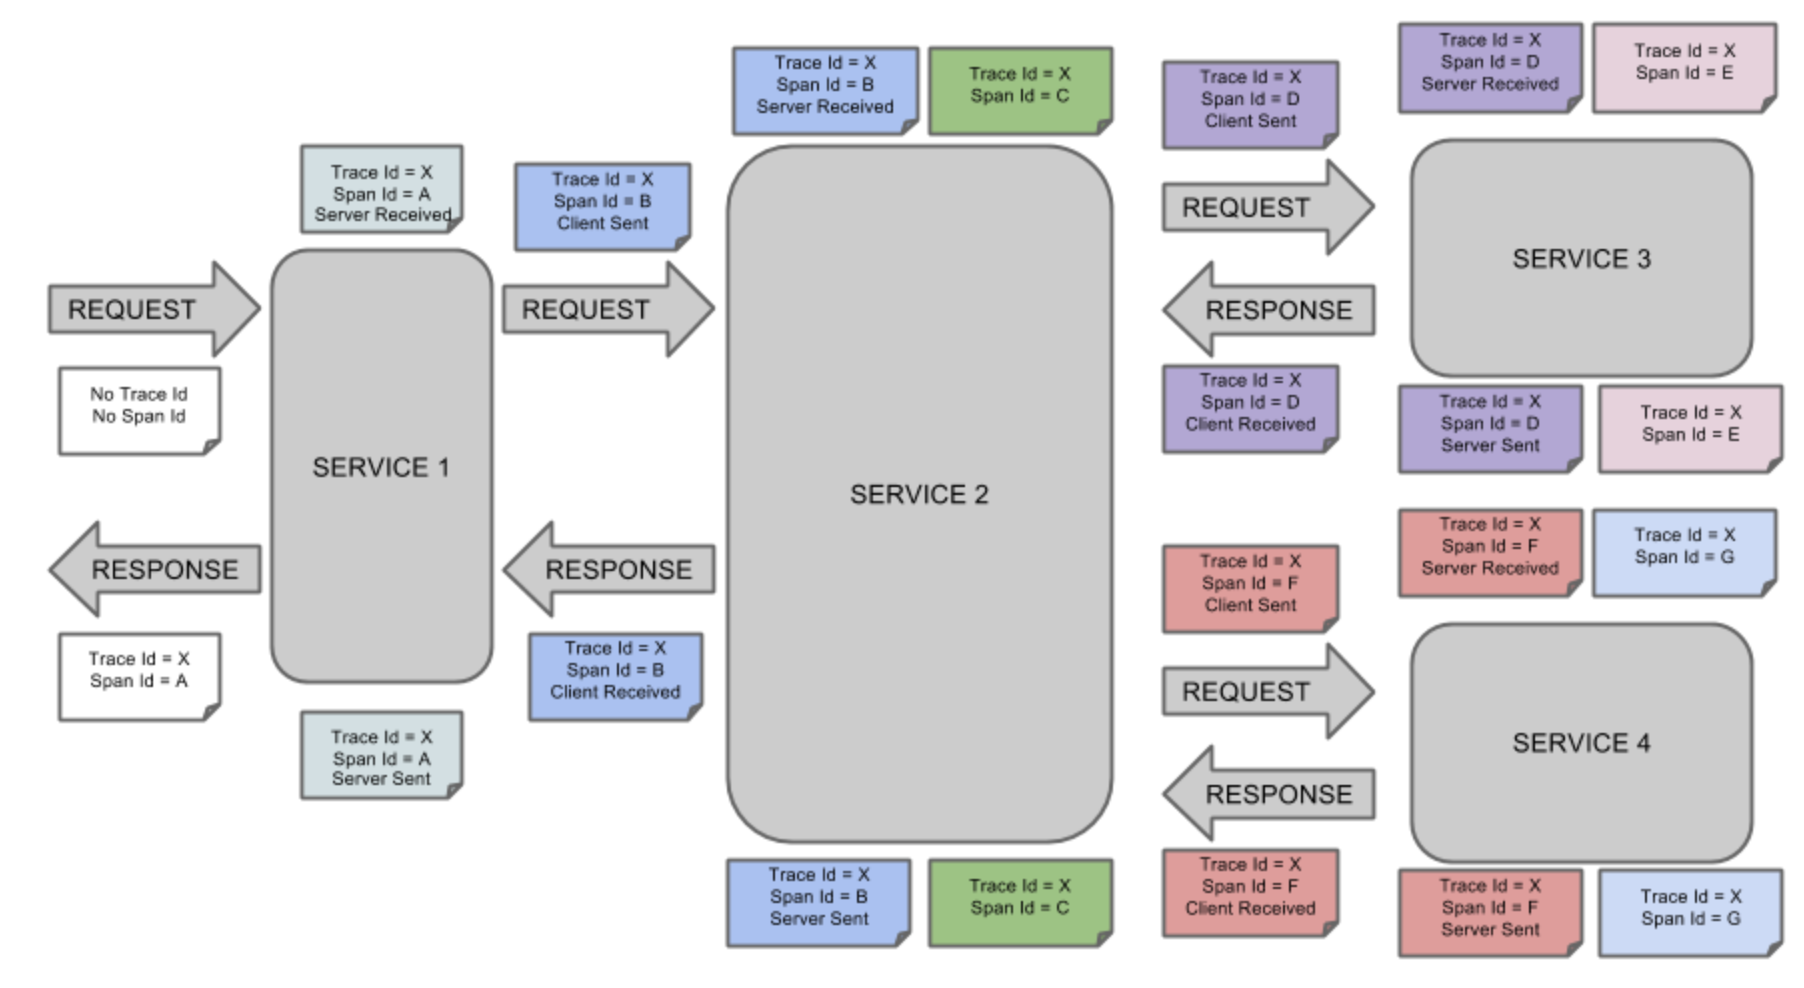 Trace Id = X
Span Id = A
Server Received
REQUEST
No Trace Id
No Span Id
SERVICE 1
RESPONSE
Trace Id = X
Span Id = A
Trace Id = X
Span Id = A
Server Sent
Trace Id = X
Span Id = B
Client Sent
REQUEST
RESPONSE
Trace Id = X
Span Id = B
Client Received
Trace Id = X
Span Id = B
Server Received
Trace Id = X
Span Id = C
SERVICE 2
Trace Id = X
Span Id = B
Server Sent
Trace Id = X
Span Id = C
Trace Id = X
Span Id = D
Client Sent
REQUEST
RESPONSE
Trace Id = X
Span Id = D
Client Received
Trace Id = X
Span Id = D
Server Received
Trace Id = X
Span Id = E
SERVICE 3
Trace Id = X
Span Id = D
Server Sent
Trace Id = X
Span Id = E
Trace Id = X
Span Id = F
Client Sent
REQUEST
RESPONSE
Trace Id = X
Span Id = F
Client Received
Trace Id = X
Span Id = F
Server Received
Trace Id = X
Span Id = G
SERVICE 4
Trace Id = X
Span Id = F
Server Sent
Trace Id = X
Span Id = G